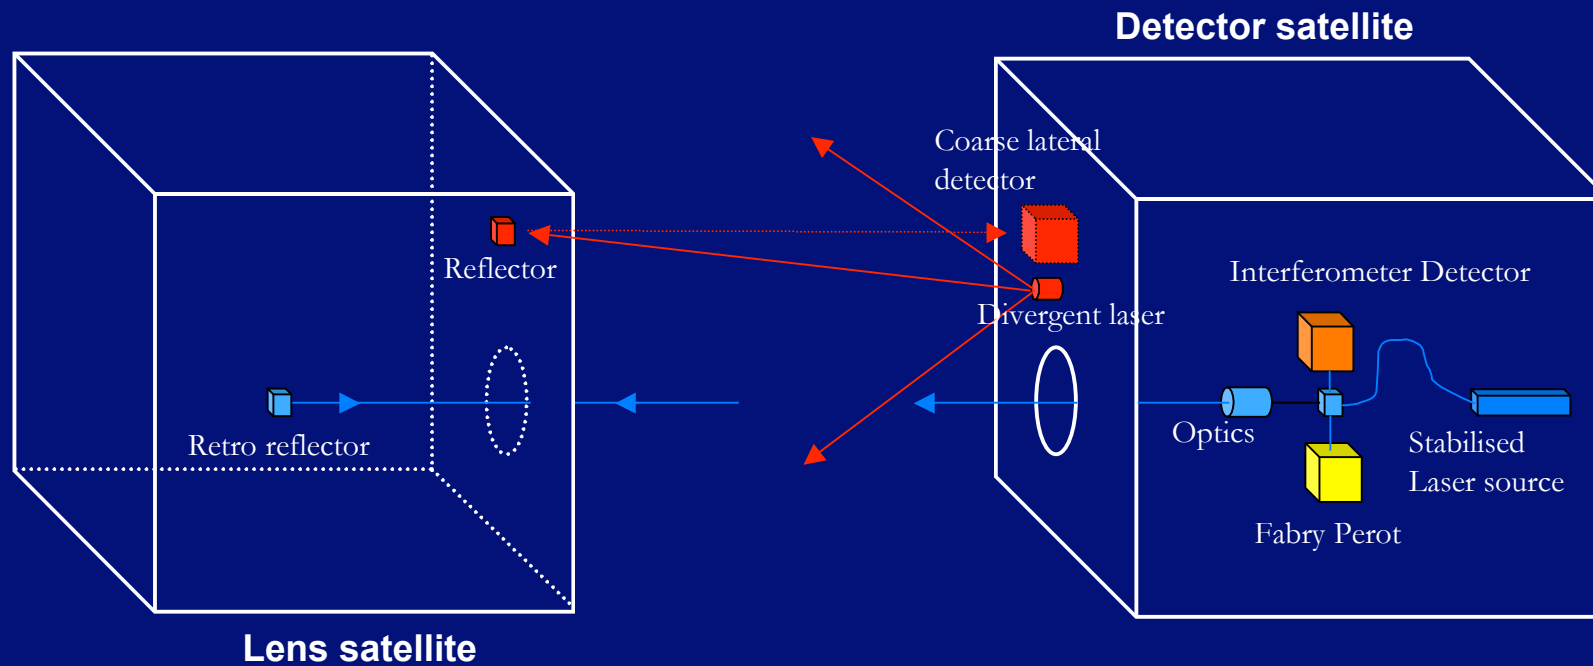 Detector satellite
Coarse lateral
detector
Reflector
Interferometer Detector
Divergent laser
Retro reflector
Optics
Stabilised
Laser source
Fabry Perot
Lens satellite